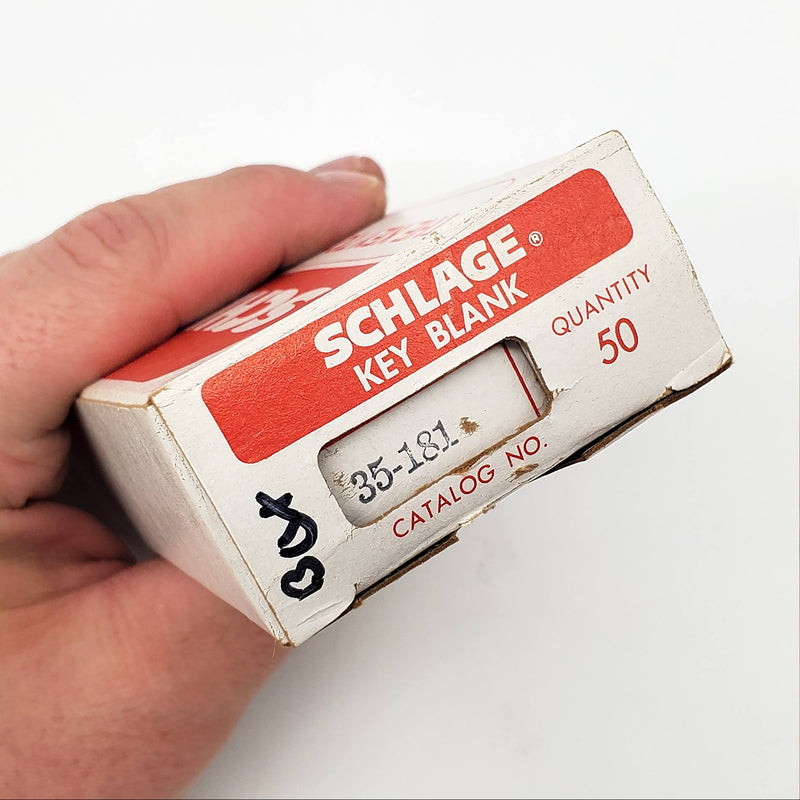 SCHLAGE®
KEY BLANK
QUANTITY
50
35-181
CATALOG NO.